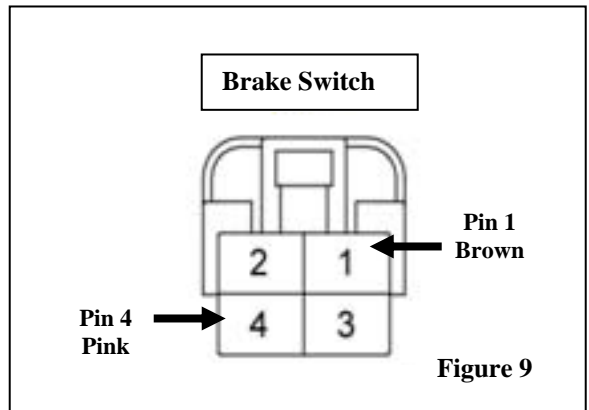 Brake Switch
Pin 1
Brown
2 1
Pin 4
Pink
4 3
Figure 9